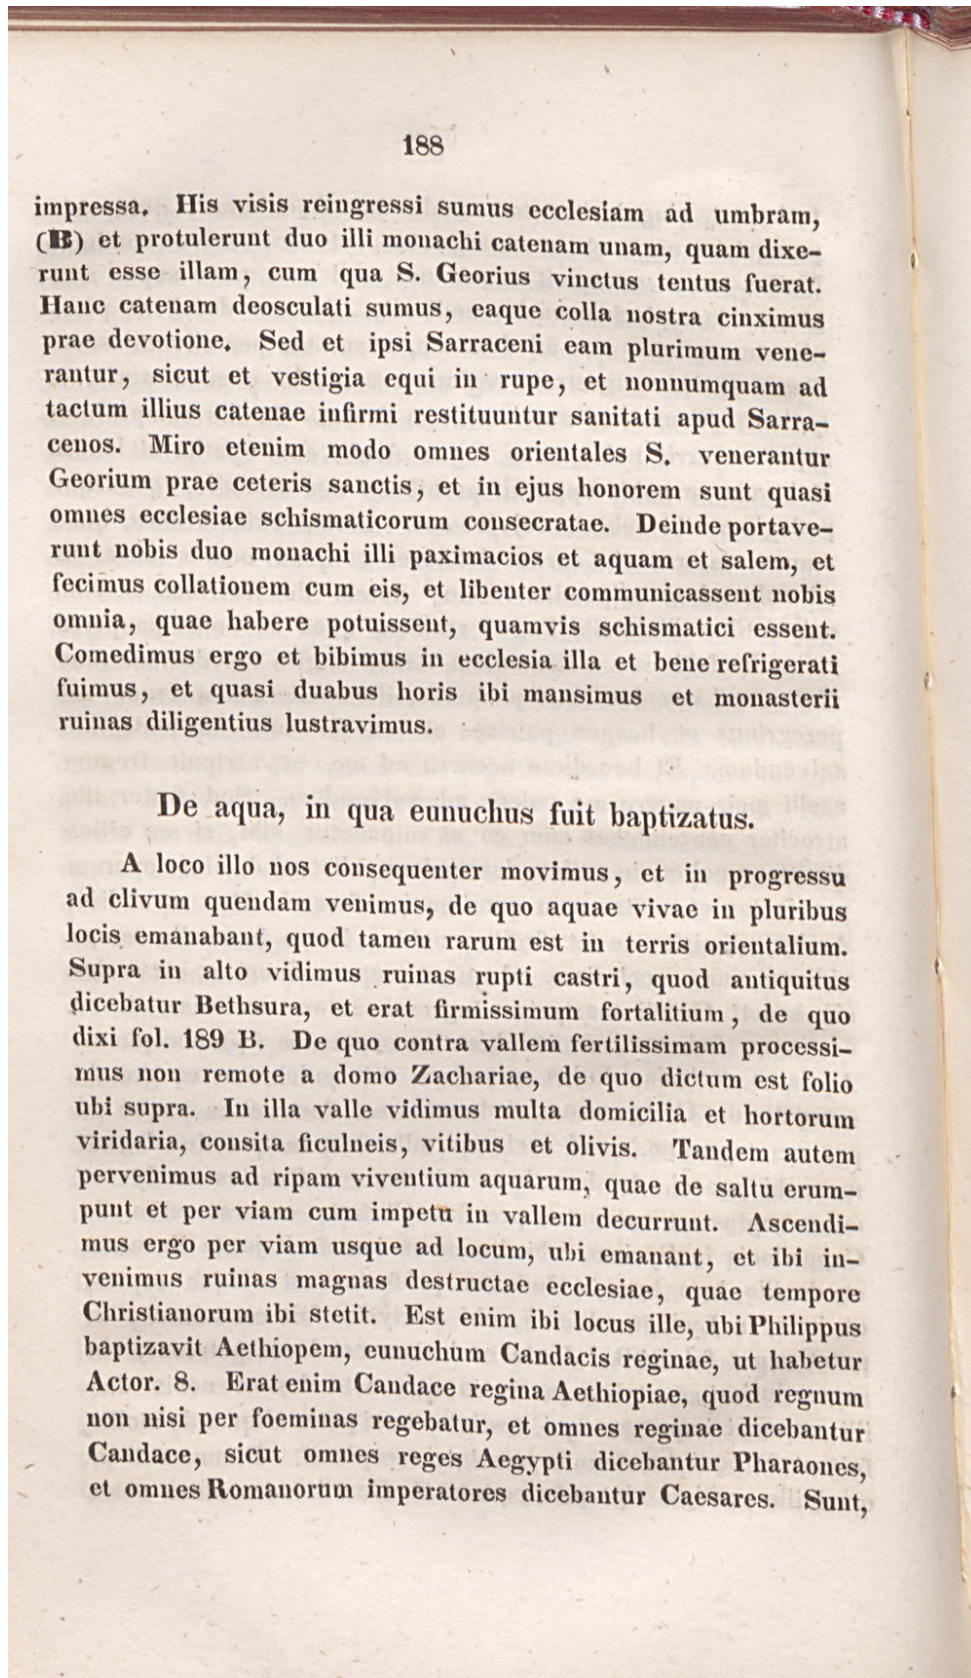 188
impressa. His visis reingressi sumus ecclesiam ad umbram,
(B) et protulerunt duo illi monachi catenam unam, quam dixe-
runt esse illam, cum qua S. Georius vinctus tentus fuerat.
Hanc catenam deosculati sumus, eaque colla nostra cinximus
prae devotione. Sed et ipsi Sarraceni eam plurimum vene-
rantur, sicut et vestigia equi in rupe, et nonnumquam ad
tactum illius catenae infirmi restituuntur sanitati apud Sarra-
cenos. Miro etenim modo omnes orientales S. venerantur
Georium prae ceteris sanctis, et in ejus honorem sunt quasi
omnes ecclesiae schismaticorum consecratae. Deinde portave-
runt nobis duo monachi illi paximacios et aquam et salem, et
fecimus collationem cum eis, et libenter communicassent nobis
omnia, quae habere potuissent, quamvis schismatici essent.
Comedimus ergo et bibimus in ecclesia illa et bene refrigerati
fuimus, et quasi duabus horis ibi mansimus et monasterii
ruinas diligentius lustravimus.
De aqua, in qua eunuchus fuit baptizatus.
A loco illo nos consequenter movimus, et in progressu
ad clivum quendam venimus, de quo aquae vivae in pluribus
locis emanabant, quod tamen rarum est in terris orientalium.
Supra in alto vidimus ruinas rupti castri, quod antiquitus
dicebatur Bethsura, et erat firmissimum fortalitium, de quo
dixi fol. 189 B. De quo contra vallem fertilissimam processi-
mus non remote a domo Zachariae, de quo dictum est folio
ubi supra. In illa valle vidimus multa domicilia et hortorum
viridaria, consita ficulneis, vitibus et olivis. Tandem autem
pervenimus ad ripam viventium aquarum, quae de saltu erum-
punt et per viam cum impetu in vallem decurrunt. Ascendi-
mus ergo per viam usque ad locum, ubi emanant, et ibi in-
venimus ruinas magnas destructae ecclesiae, quae tempore
Christianorum ibi stetit. Est enim ibi locus ille, ubi Philippus
baptizavit Aethiopem, eunuchum Candacis reginae, ut habetur
Actor. 8. Erat enim Candace regina Aethiopiae, quod regnum
non nisi per foeminas regebatur, et omnes reginae dicebantur
Candace, sicut omnes reges Aegypti dicebantur Pharaones,
et omnes Romanorum imperatores dicebantur Caesares. Sunt,